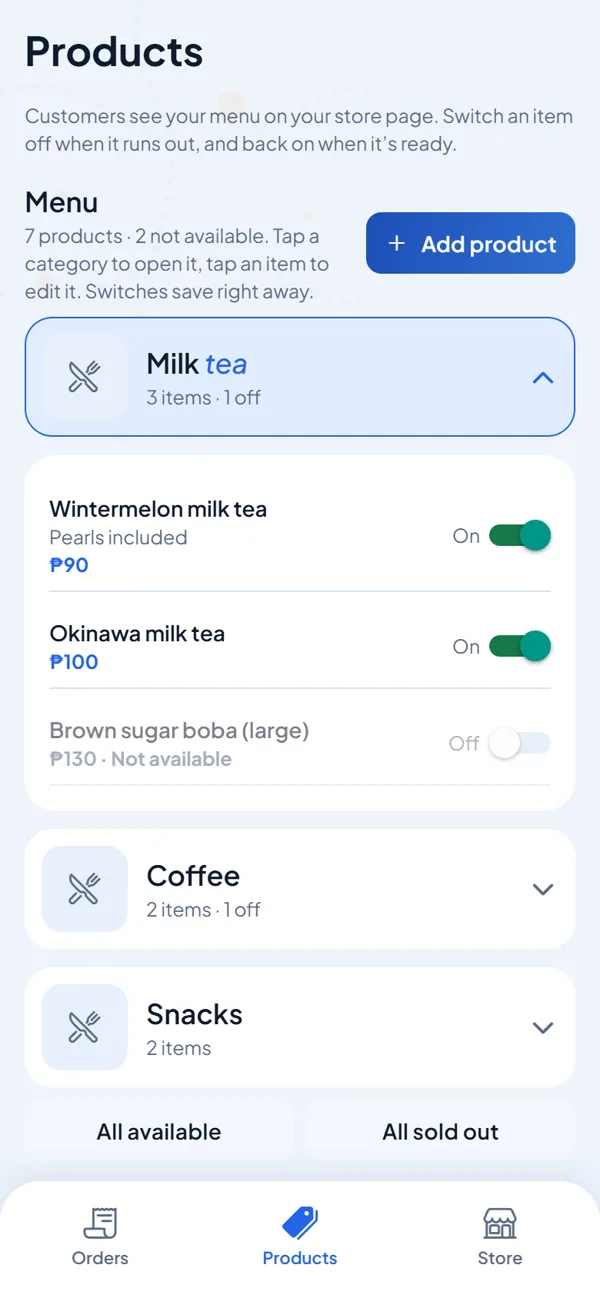 Products
Customers see your menu on your store page. Switch an item
off when it runs out, and back on when it’s ready.
Menu
7 products · 2 not available. Tap a
category to open it, tap an item to
edit it. Switches save right away.
+ Add product
Milk tea
3 items · 1 off
Wintermelon milk tea
Pearls included
₱90
On
Okinawa milk tea
₱100
On
Brown sugar boba (large)
₱130 · Not available
Off
Coffee
2 items · 1 off
Snacks
2 items
All available
All sold out
Orders
Products
Store